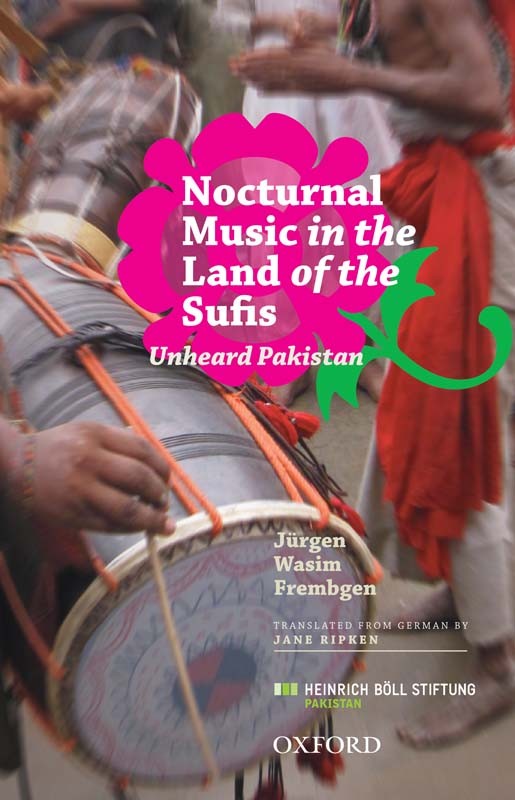 Nocturnal
Music in the
Land of the
Sufis
Unheard Pakistan
Jürgen
Wasim
Frembgen
TRANSLATED FROM GERMAN BY
JANE RIPKEN
HEINRICH BÖLL STIFTUNG
PAKISTAN
OXFORD